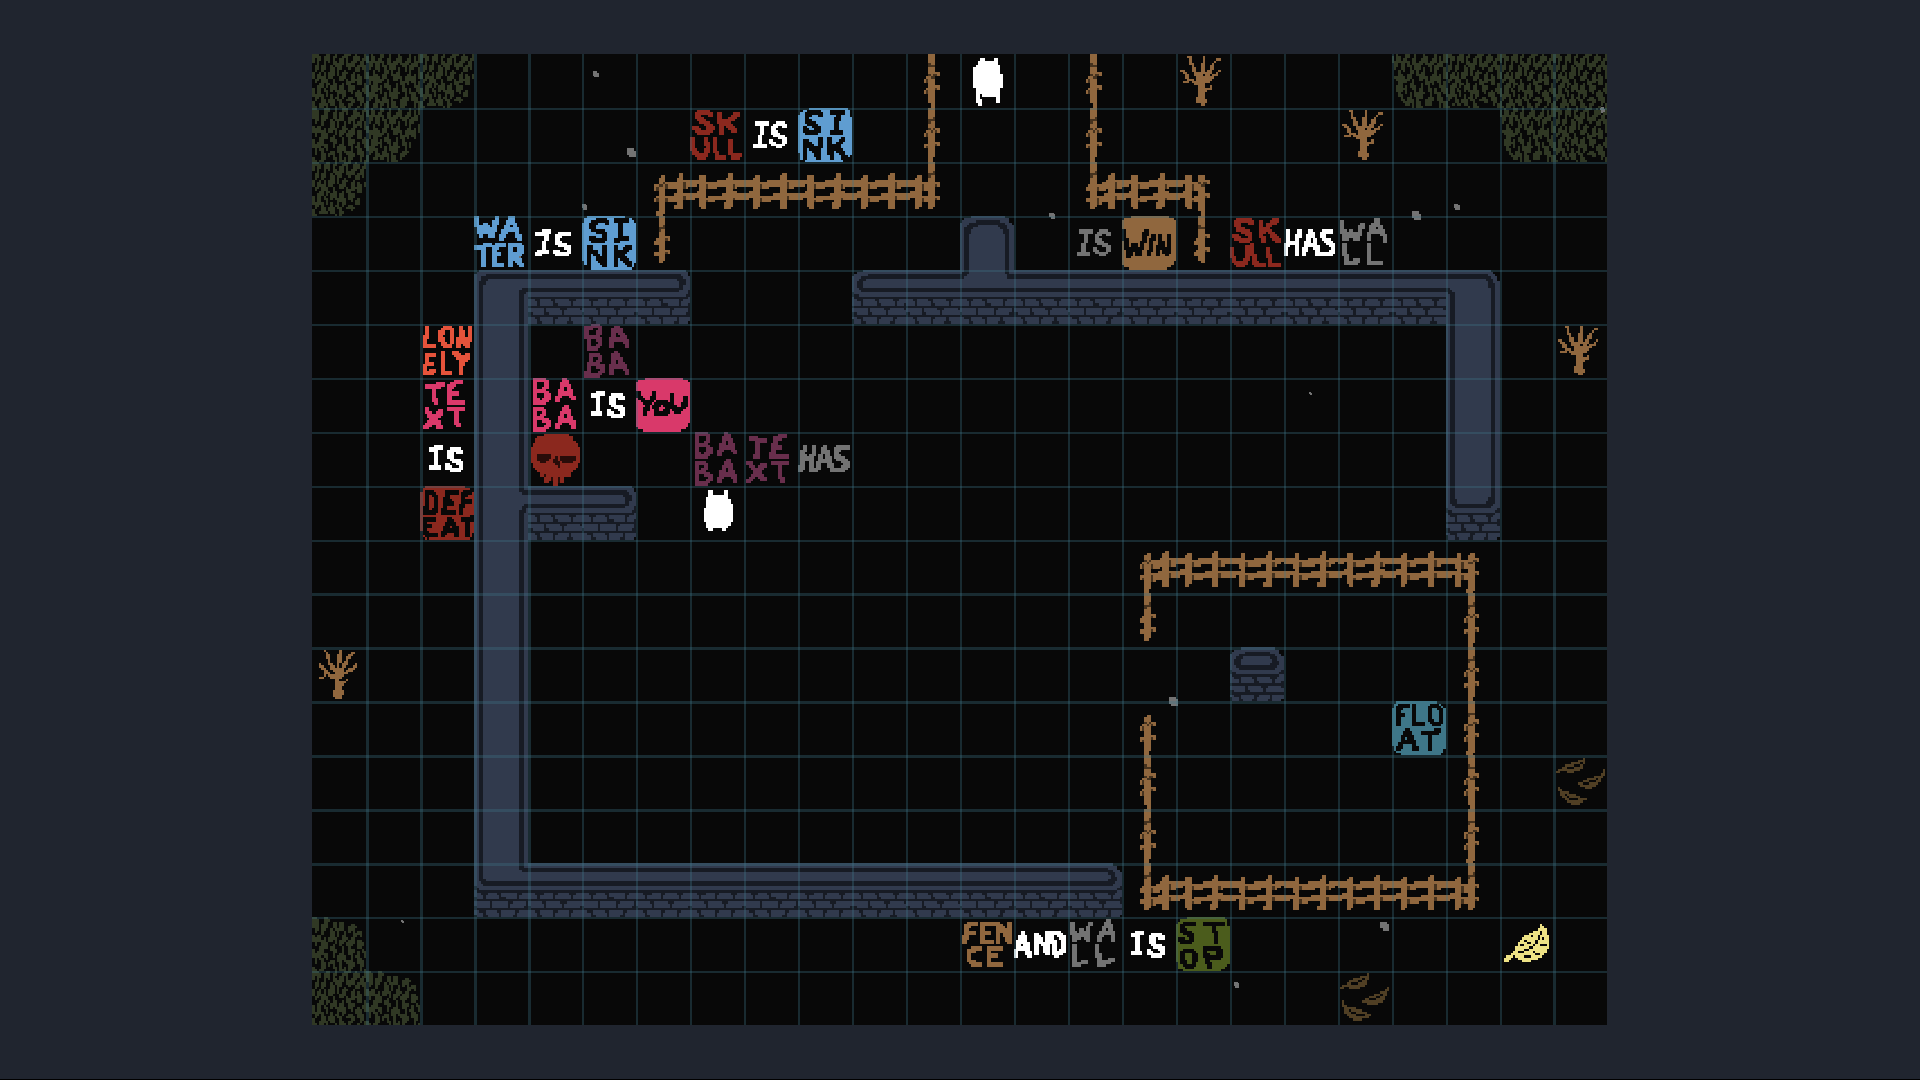 SKULL IS SINK
WATER IS SINK
IS WIN
SKULL HAS WALL
LONELY TEXT IS DEFEAT
BABA
BABA IS YOU
BABA TEXT HAS
FLOAT
FENCE AND WALL IS STOP